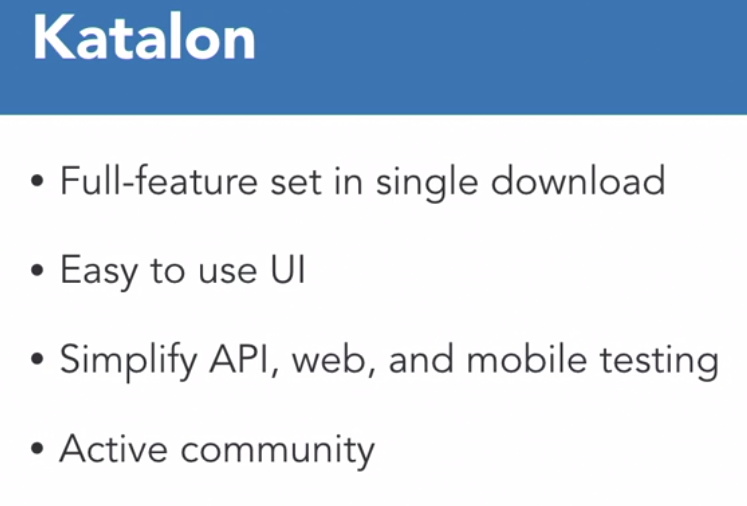 Katalon
• Full-feature set in single download
• Easy to use UI
• Simplify API, web, and mobile testing
• Active community